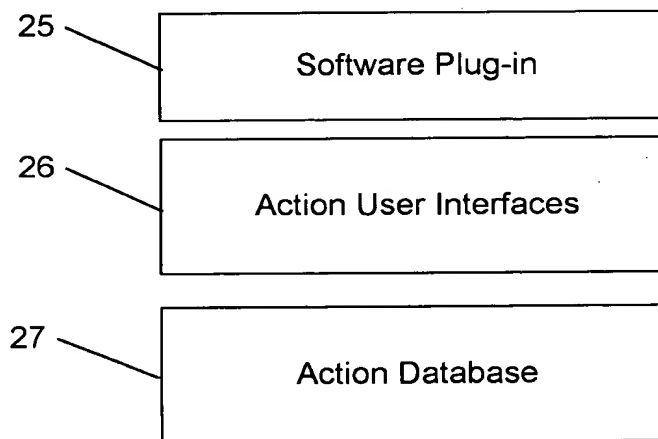 25
Software Plug-in
26
Action User Interfaces
27
Action Database